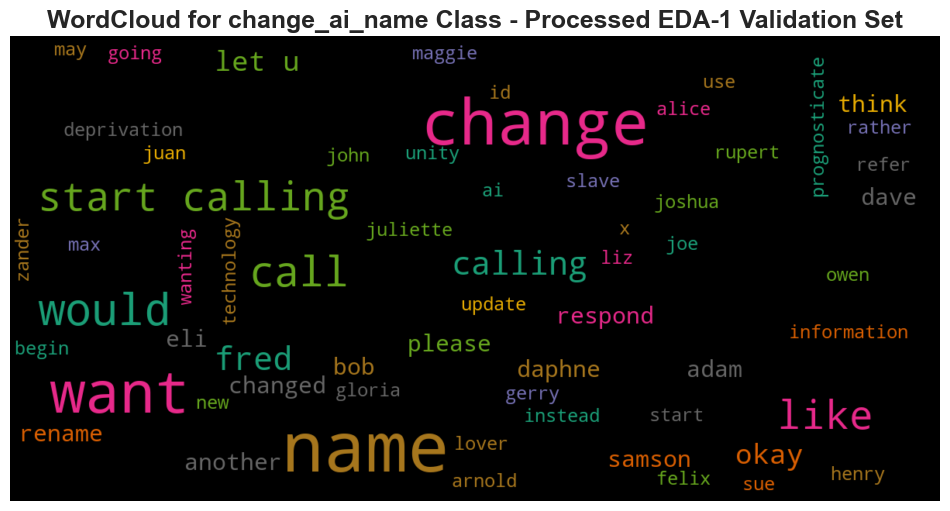 WordCloud for change_ai_name Class - Processed EDA-1 Validation Set
may
going
let u
maggie
id
use
alice
change
prognosticate
think
rather
deprivation
juan
john
unity
rupert
refer
dave
start calling
ai
slave
joshua
zander
max
wanting
technology
juliette
x
joe
liz
call
calling
owen
would
update
respond
information
begin
eli
fred
please
bob
daphne
adam
changed
gloria
gerry
want
new
instead
start
like
rename
another
name
lover
samson
okay
arnold
felix
sue
henry